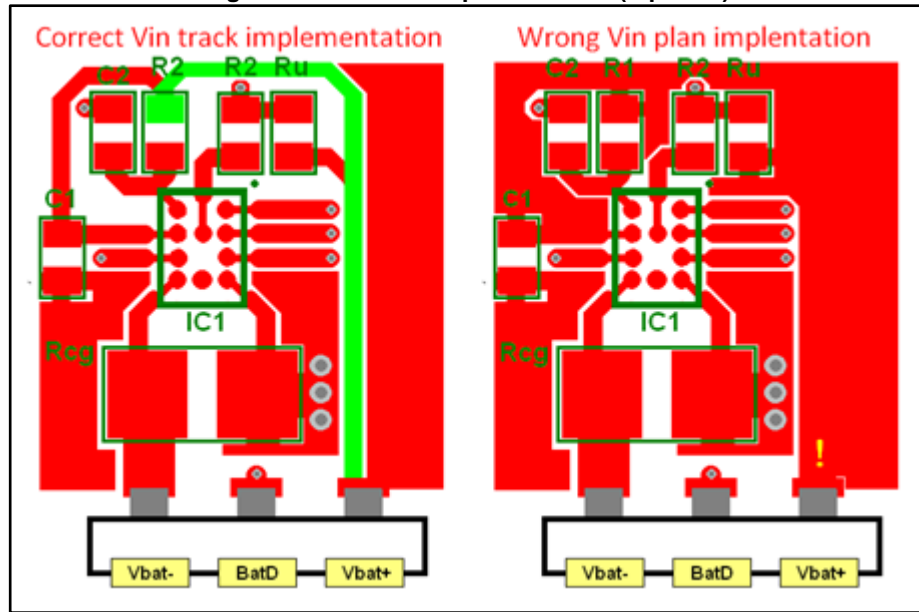 Correct Vin track implementation
C2 R2 R2 Ru
C1
IC1
Rcg
Vbat- BatD Vbat+
Wrong Vin plan implentation
C2 R1 R2 Ru
C1
IC1
Rcg
!
Vbat- BatD Vbat+